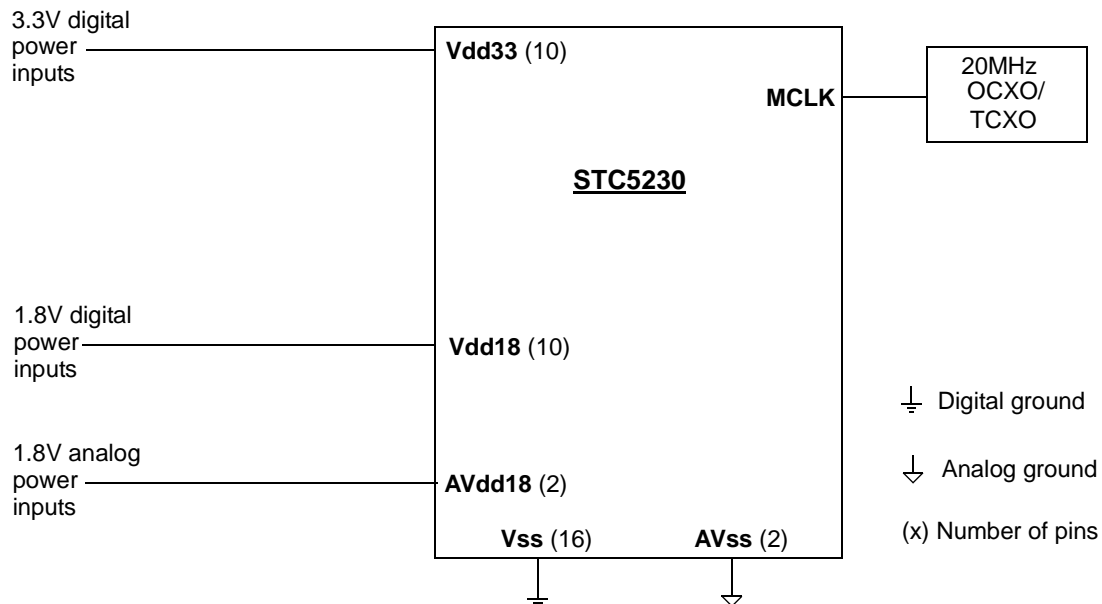 3.3V digital
power
inputs
Vdd33 (10)
MCLK
20MHz
OCXO/
TCXO
STC5230
1.8V digital
power
inputs
Vdd18 (10)
Digital ground
1.8V analog
power
inputs
AVdd18 (2)
Analog ground
Vss (16)
AVss (2)
(x) Number of pins